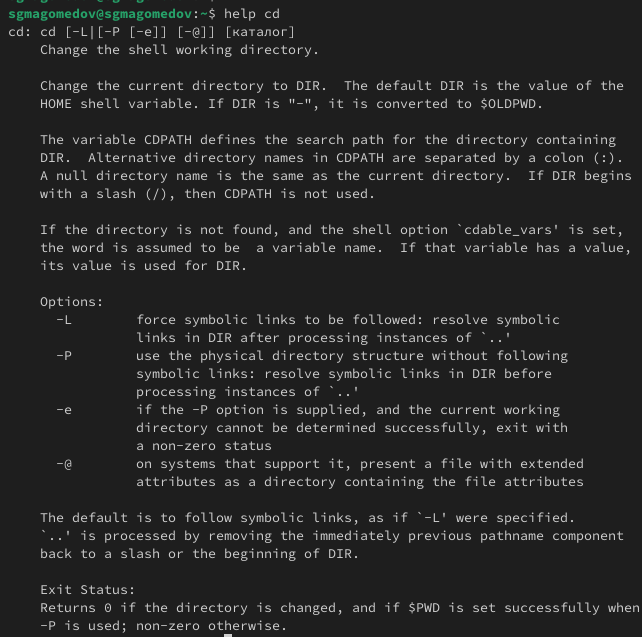 sgmagomedov@sgmagomedov:~$ help cd
cd: cd [-L|[-P [-e]] [-@]] [каталог]
Change the shell working directory.
Change the current directory to DIR.  The default DIR is the value of the
HOME shell variable. If DIR is "-", it is converted to $OLDPWD.
The variable CDPATH defines the search path for the directory containing
DIR.  Alternative directory names in CDPATH are separated by a colon (:).
A null directory name is the same as the current directory.  If DIR begins
with a slash (/), then CDPATH is not used.
If the directory is not found, and the shell option `cdable_vars' is set,
the word is assumed to be  a variable name.  If that variable has a value,
its value is used for DIR.
Options:
-L        force symbolic links to be followed: resolve symbolic
links in DIR after processing instances of `..'
-P        use the physical directory structure without following
symbolic links: resolve symbolic links in DIR before
processing instances of `..'
-e        if the -P option is supplied, and the current working
directory cannot be determined successfully, exit with
a non-zero status
-@        on systems that support it, present a file with extended
attributes as a directory containing the file attributes
The default is to follow symbolic links, as if `-L' were specified.
`..' is processed by removing the immediately previous pathname component
back to a slash or the beginning of DIR.
Exit Status:
Returns 0 if the directory is changed, and if $PWD is set successfully when
-P is used; non-zero otherwise.